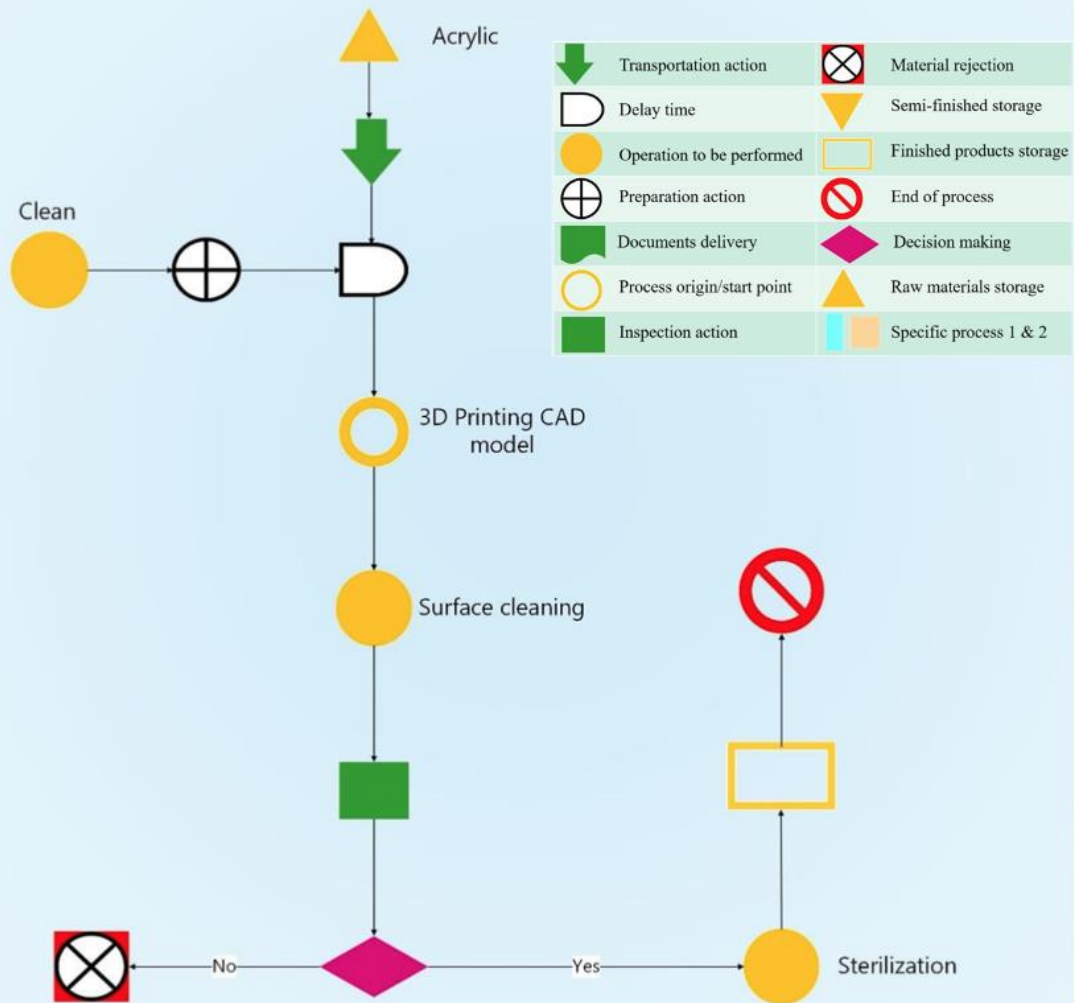 Acrylic
Transportation action
Material rejection
Delay time
Semi-finished storage
Operation to be performed
Finished products storage
Clean
Preparation action
End of process
Documents delivery
Decision making
Process origin/start point
Raw materials storage
Inspection action
Specific process 1 & 2
3D Printing CAD
model
Surface cleaning
No
Yes
Sterilization